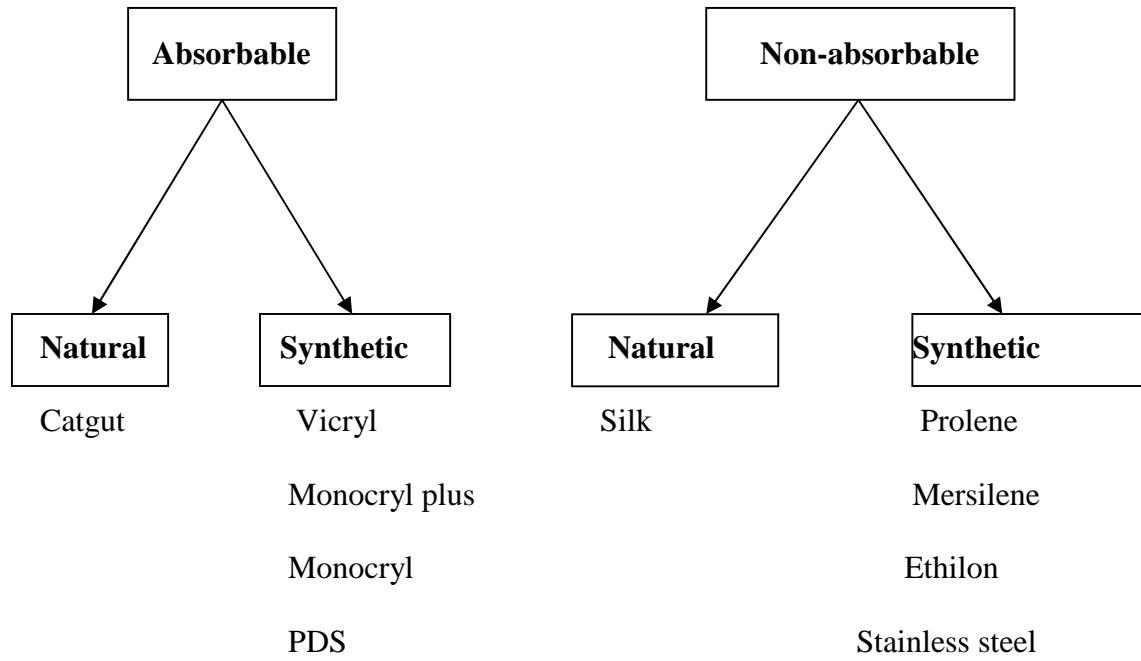 Absorbable
Non-absorbable
Natural
Synthetic
Natural
Synthetic
Catgut
Vicryl
Silk
Prolene
Monocryl plus
Mersilene
Monocryl
Ethilon
PDS
Stainless steel